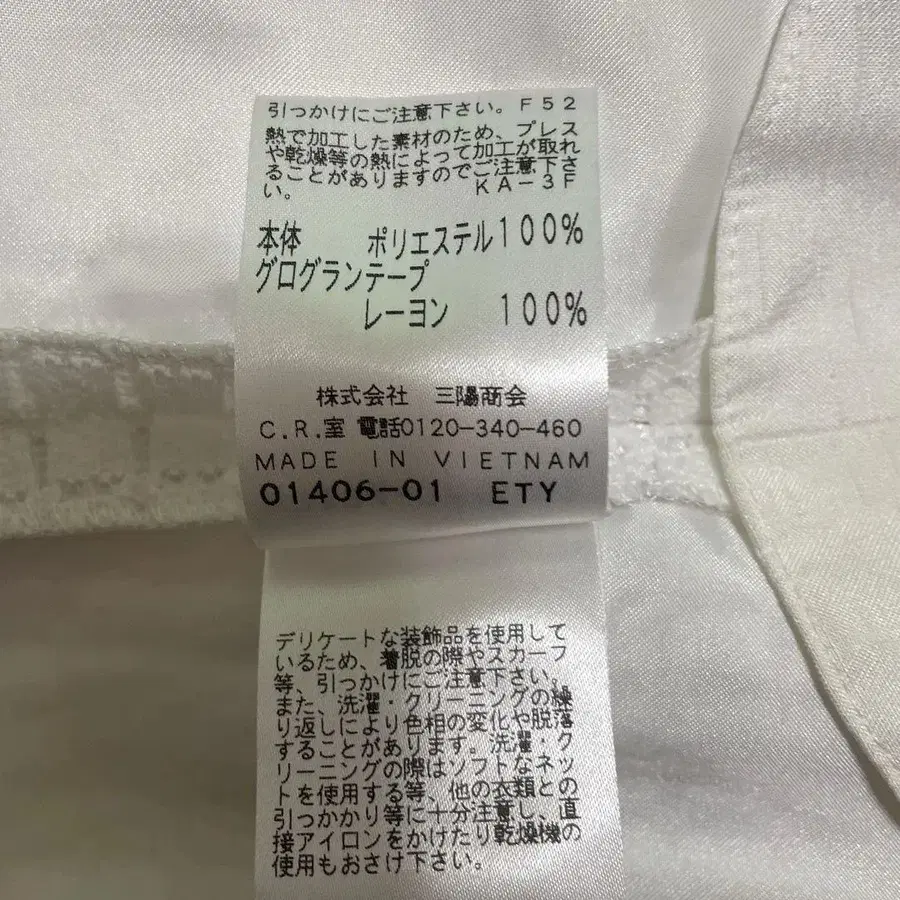 引っかけにご注意下さい。F52
熱で加工した素材のため、プレス
や乾燥等の熱によって加工が取れ
ることがありますのでご注意下さ
い。 KA-3F
本体 ポリエステル100%
グログランテープ
レーヨン 100%
株式会社 三陽商会
C.R.室 電話0120-340-460
MADE IN VIETNAM
01406-01 ETY
デリケートな装飾品を使用して
いるため、着脱の際やスカーフ
等、引っかけにご注意下さい。
また、洗濯・クリーニングの繰
り返しにより色相の変化や脱落
することがあります。洗濯・ク
リーニングの際はソフトなネッ
トを使用する等、他の衣類との
引っかかり等に十分注意し、直
接アイロンをかけたり乾燥機の
使用もおさけ下さい。